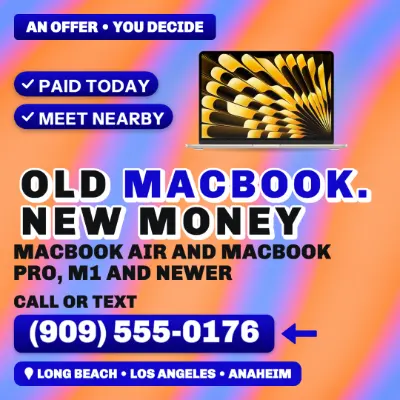 AN OFFER • YOU DECIDE
PAID TODAY
MEET NEARBY
OLD MACBOOK.
NEW MONEY
MACBOOK AIR AND MACBOOK
PRO, M1 AND NEWER
CALL OR TEXT
(909) 555-0176
LONG BEACH • LOS ANGELES • ANAHEIM